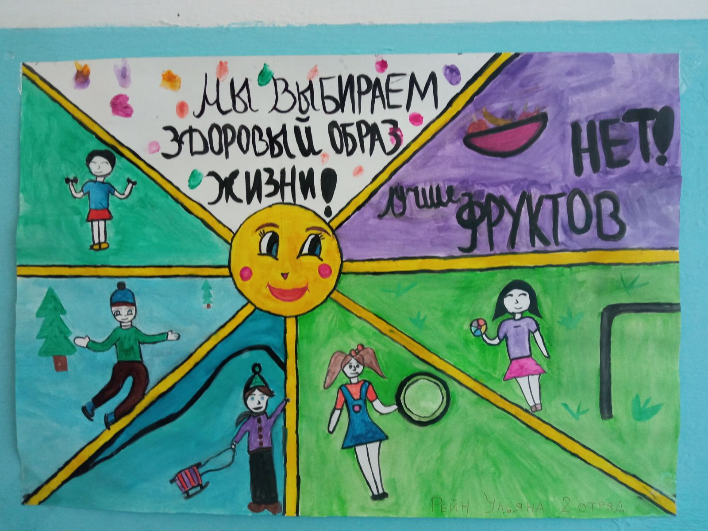 Мы ВЫБИРАЕМ
ЗДОРОВЫЙ ОБРАЗ
ЖИЗНИ!
НЕТ!
лучше ФРУКТОВ
Рейн Ульяна 2 отряд